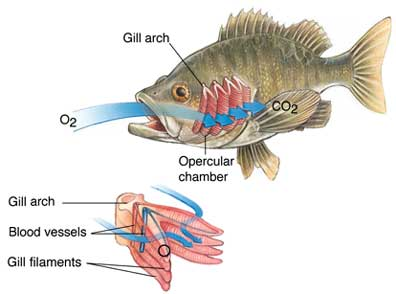 Gill arch
O2
CO2
Opercular
chamber
Gill arch
Blood vessels
Gill filaments